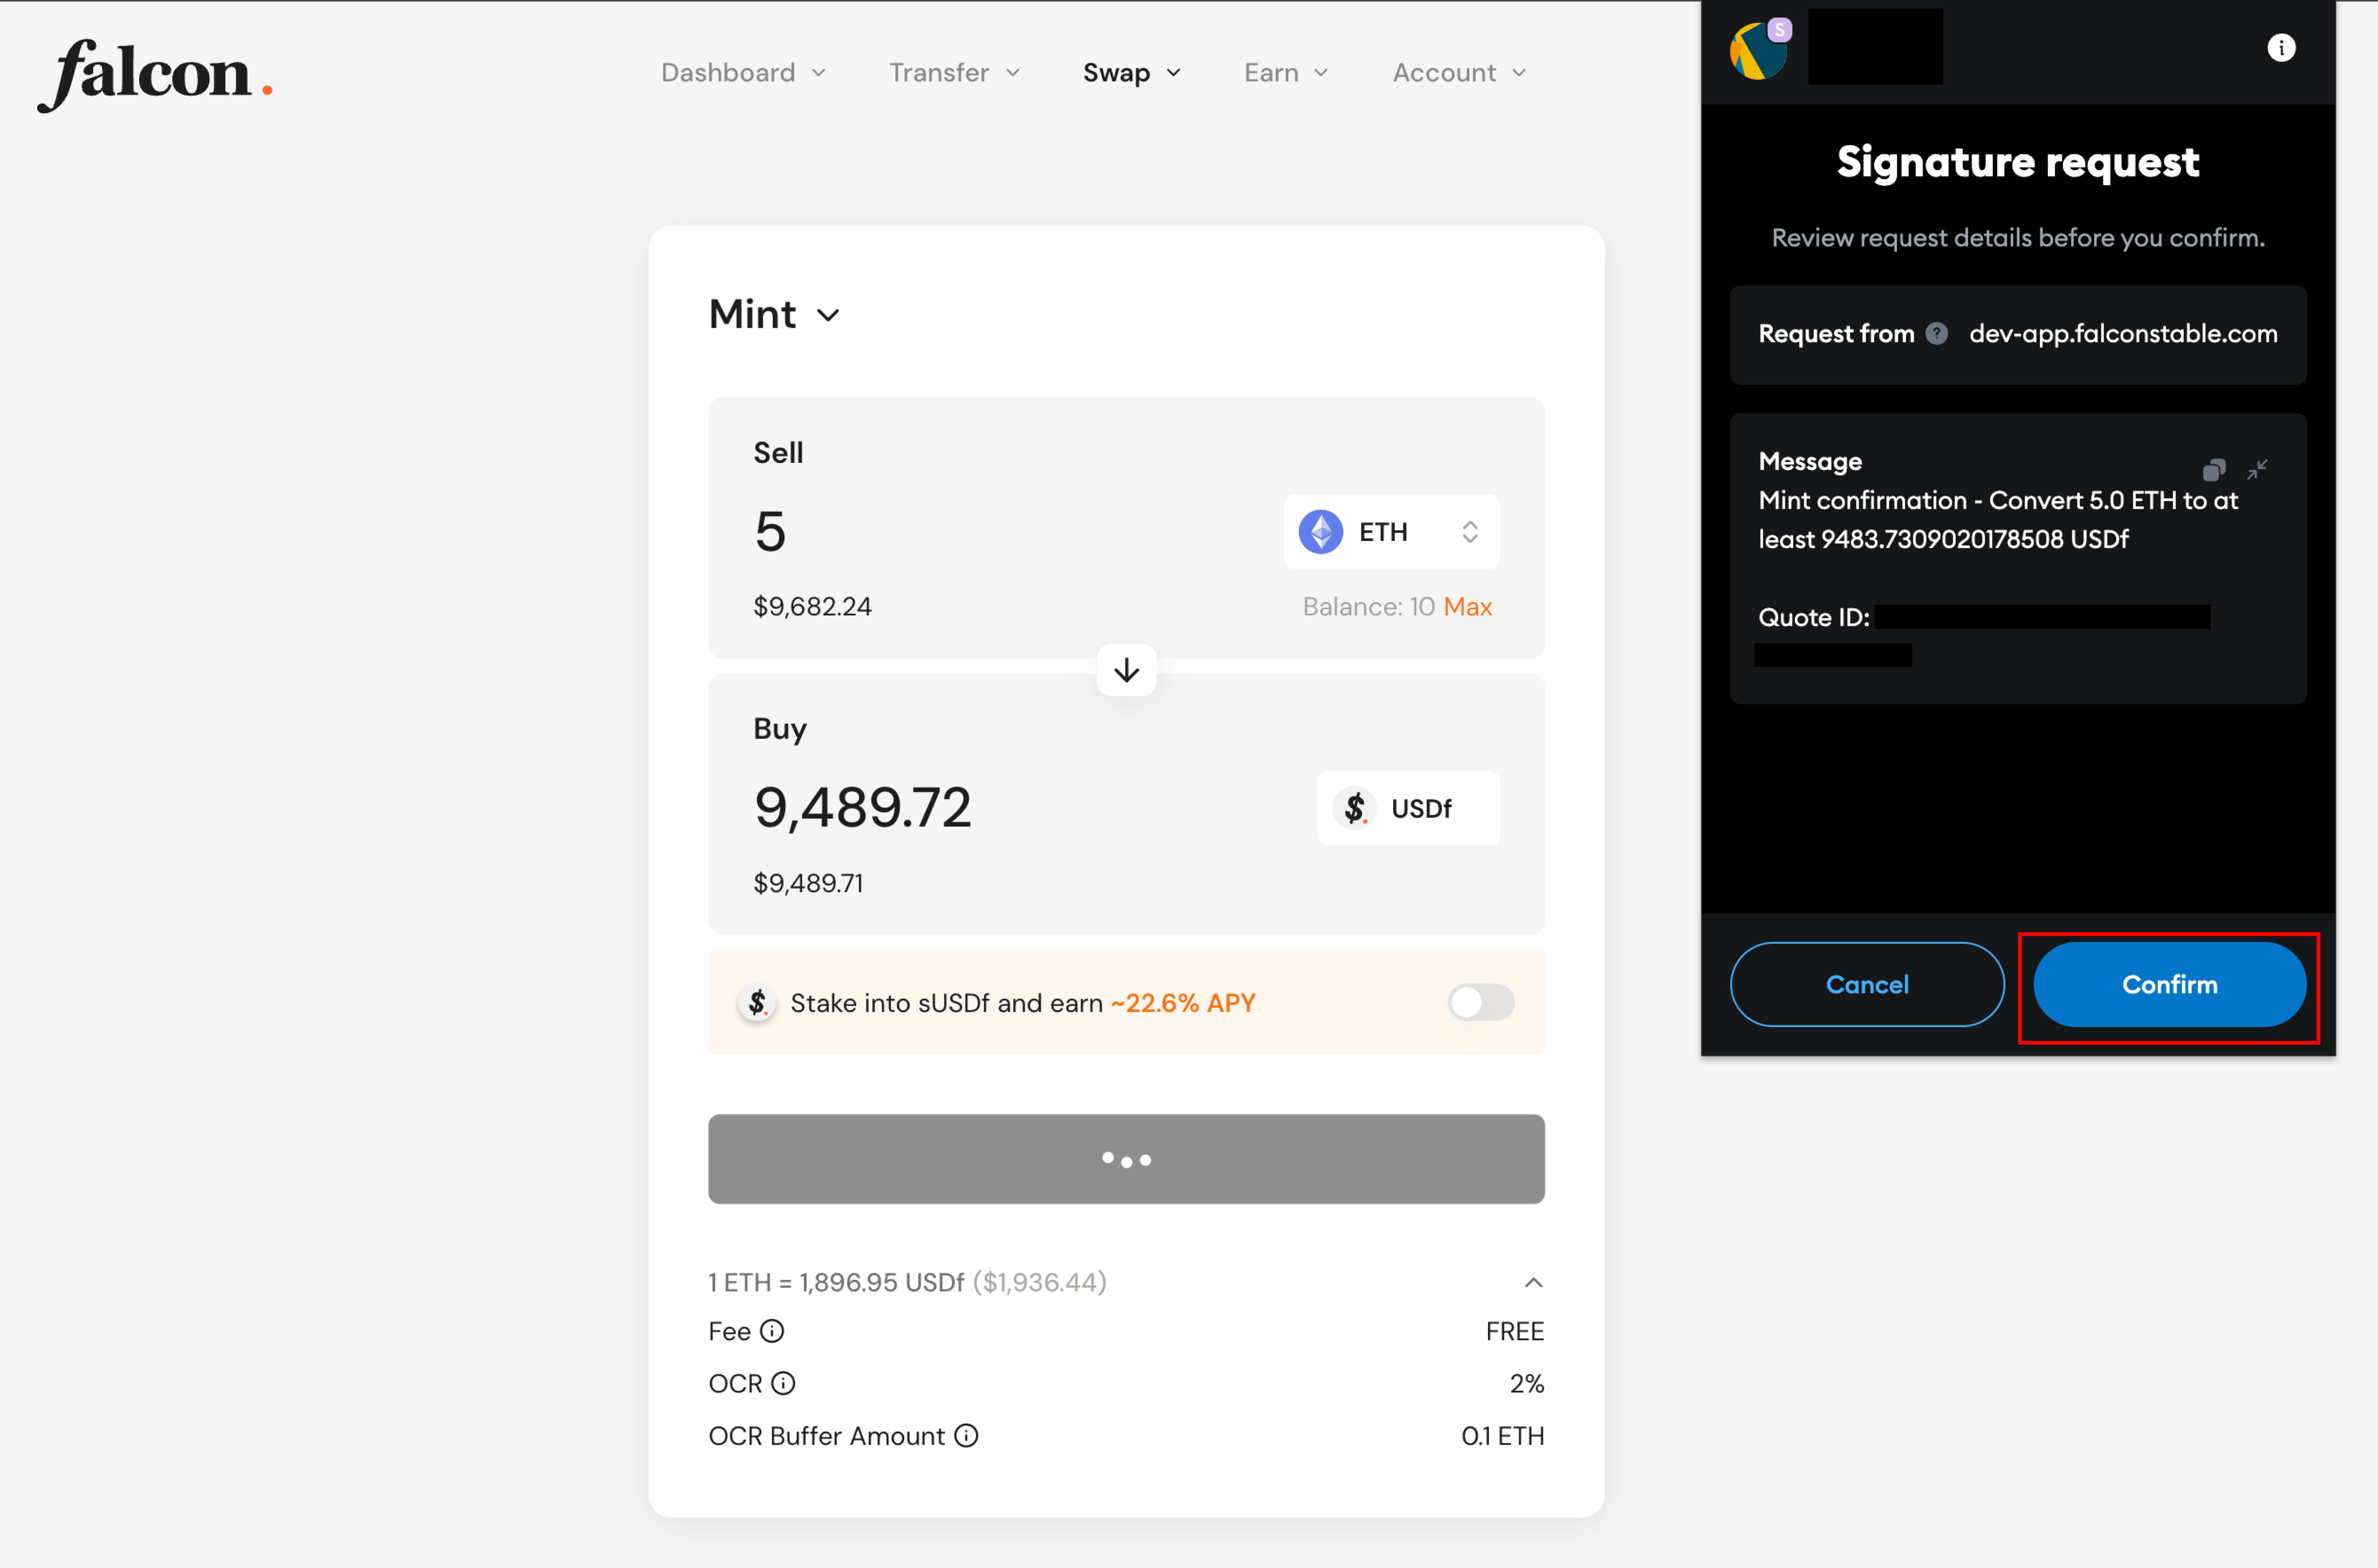 falcon.
Dashboard
Transfer
Swap
Earn
Account
Mint
Sell
5
ETH
$9,682.24
Balance: 10 Max
Buy
9,489.72
$ USDf
$9,489.71
$ Stake into sUSDf and earn ~22.6% APY
1 ETH = 1,896.95 USDf ($1,936.44)
Fee
FREE
OCR
2%
OCR Buffer Amount
0.1 ETH
S
Signature request
Review request details before you confirm.
Request from ? dev-app.falconstable.com
Message
Mint confirmation - Convert 5.0 ETH to at
least 9483.7309020178508 USDf
Quote ID:
Cancel
Confirm